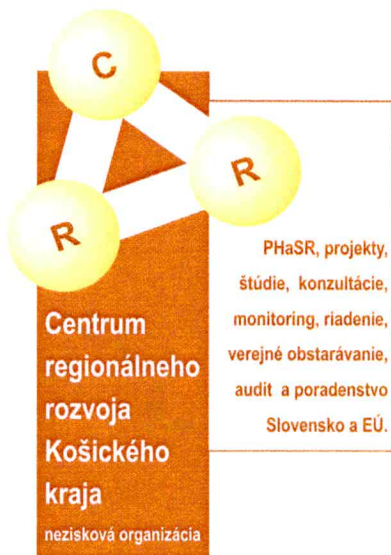 C
R
R
PHaSR, projekty,
štúdie, konzultácie,
monitoring, riadenie,
verejné obstarávanie,
audit a poradenstvo
Slovensko a EÚ.
Centrum
regionálneho
rozvoja
Košického
kraja
nezisková organizácia